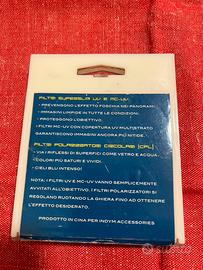 FILTRI SUPERSLIM UV E MC-UV:
- PREVENGONO L'EFFETTO FOSCHIA NEI PANORAMI.
- IMMAGINI LIMPIDE IN TUTTE LE CONDIZIONI.
- PROTEGGONO L'OBIETTIVO.
- FILTRI MC-UV CON COPERTURA UV MULTISTRATO
GARANTISCONO IMMAGINI ANCORA PIÙ NITIDE.
FILTRI POLARIZZATORI CIRCOLARI (CPL)
- VIA I RIFLESSI DI SUPERFICI COME VETRO E ACQUA.
- COLORI PIÙ SATURI E VIVIDI.
- CIELI BLU INTENSO!
NOTA: I FILTRI UV E MC-UV VANNO SEMPLICEMENTE
AVVITATI ALL'OBIETTIVO. I FILTRI POLARIZZATORI SI
REGOLANO RUOTANDO LA GHIERA FINO AD OTTENERE
L'EFFETTO DESIDERATO.
PRODOTTO IN CINA PER INDYM ACCESSORIES
subito